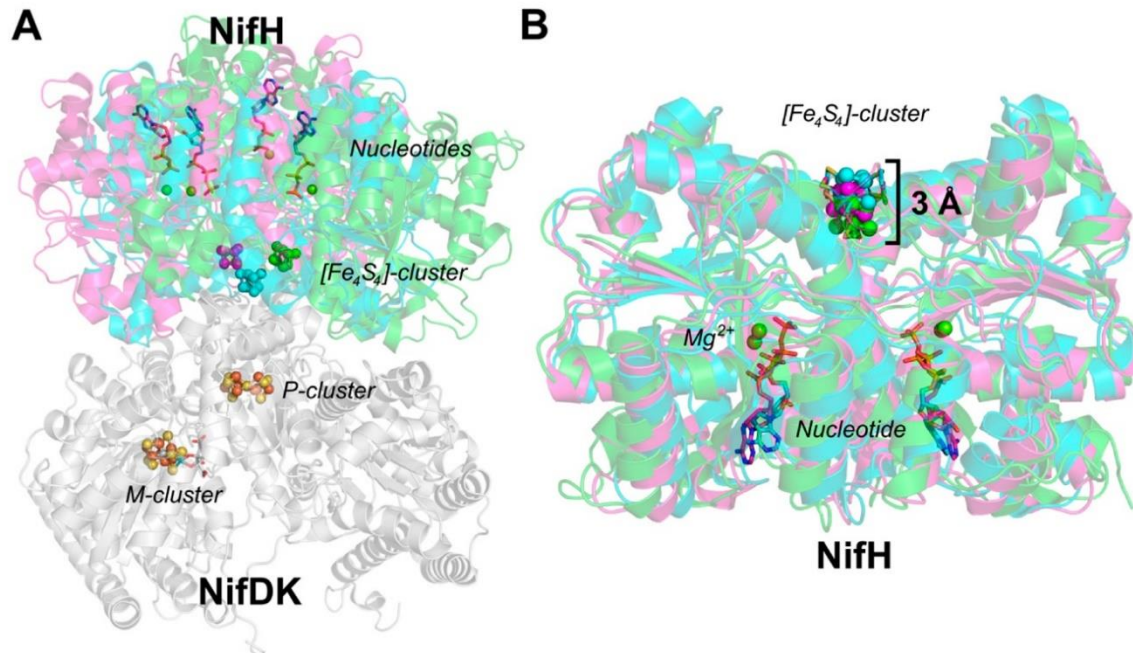 A
NifH
Nucleotides
[Fe₄S₄]-cluster
P-cluster
M-cluster
NifDK
B
[Fe₄S₄]-cluster
3 Å
Mg²⁺
Nucleotide
NifH